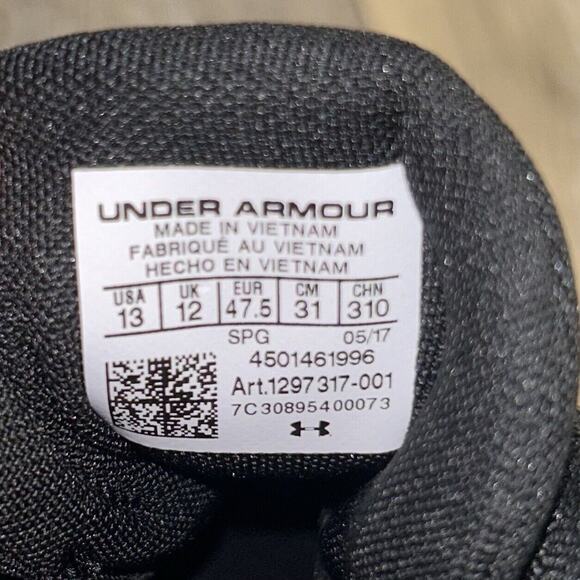 UNDER ARMOUR
MADE IN VIETNAM
FABRIQUÉ AU VIETNAM
HECHO EN VIETNAM
USA UK EUR CM CHN
13 12 47.5 31 310
SPG 05/17
4501461996
Art.1297317-001
7C30895400073